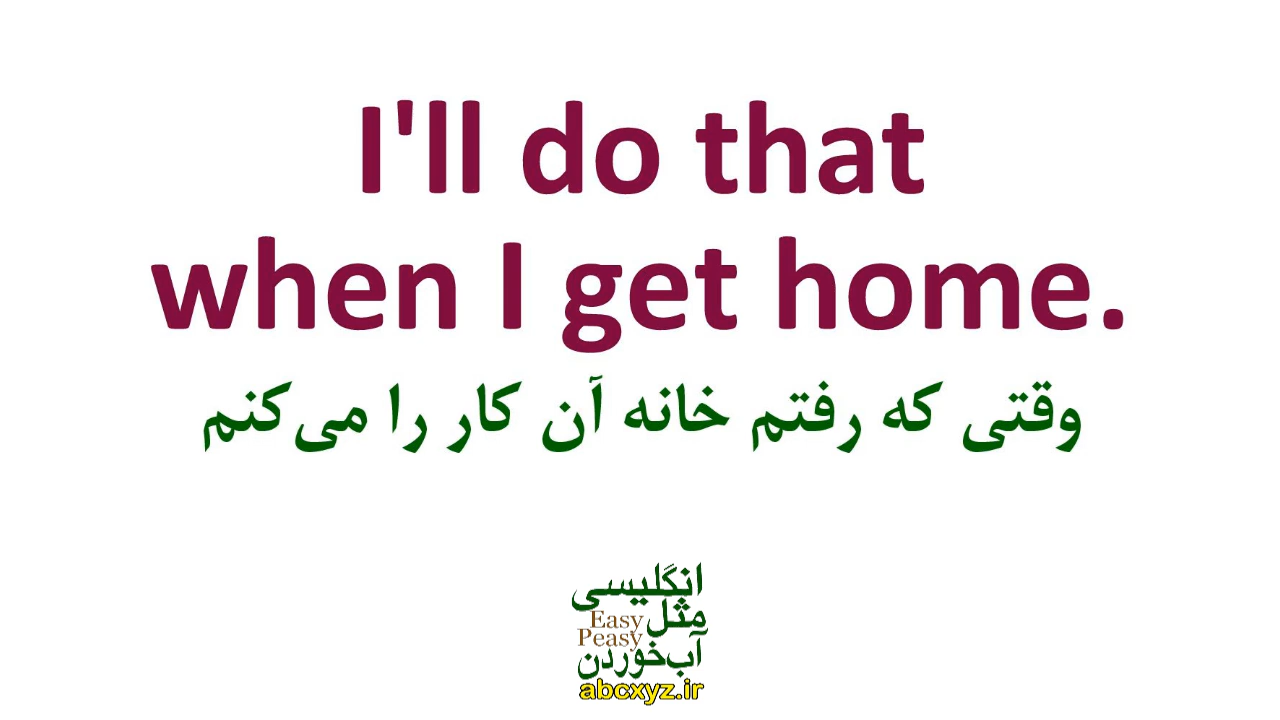 I'll do that
when I get home.
وقتی که رفتم خانه آن کار را می‌کنم
انگلیسی
مثل
Easy
Peasy
آب‌خوردن
abcxyz.ir